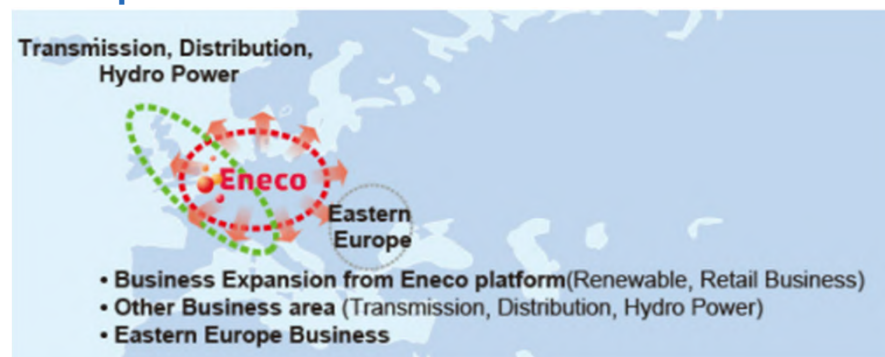 Transmission, Distribution,
Hydro Power
Eneco
Eastern
Europe
• Business Expansion from Eneco platform(Renewable, Retail Business)
• Other Business area (Transmission, Distribution, Hydro Power)
• Eastern Europe Business